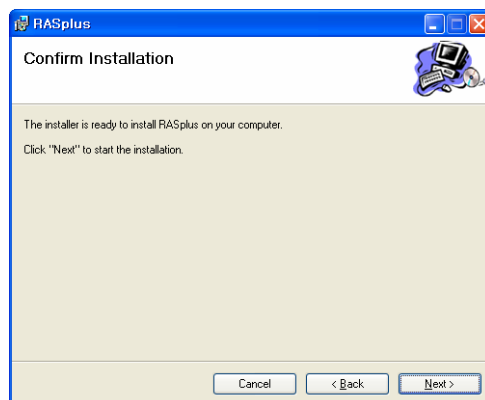 RASplus
Confirm Installation
The installer is ready to install RASplus on your computer.
Click "Next" to start the installation.
Cancel
< Back
Next >